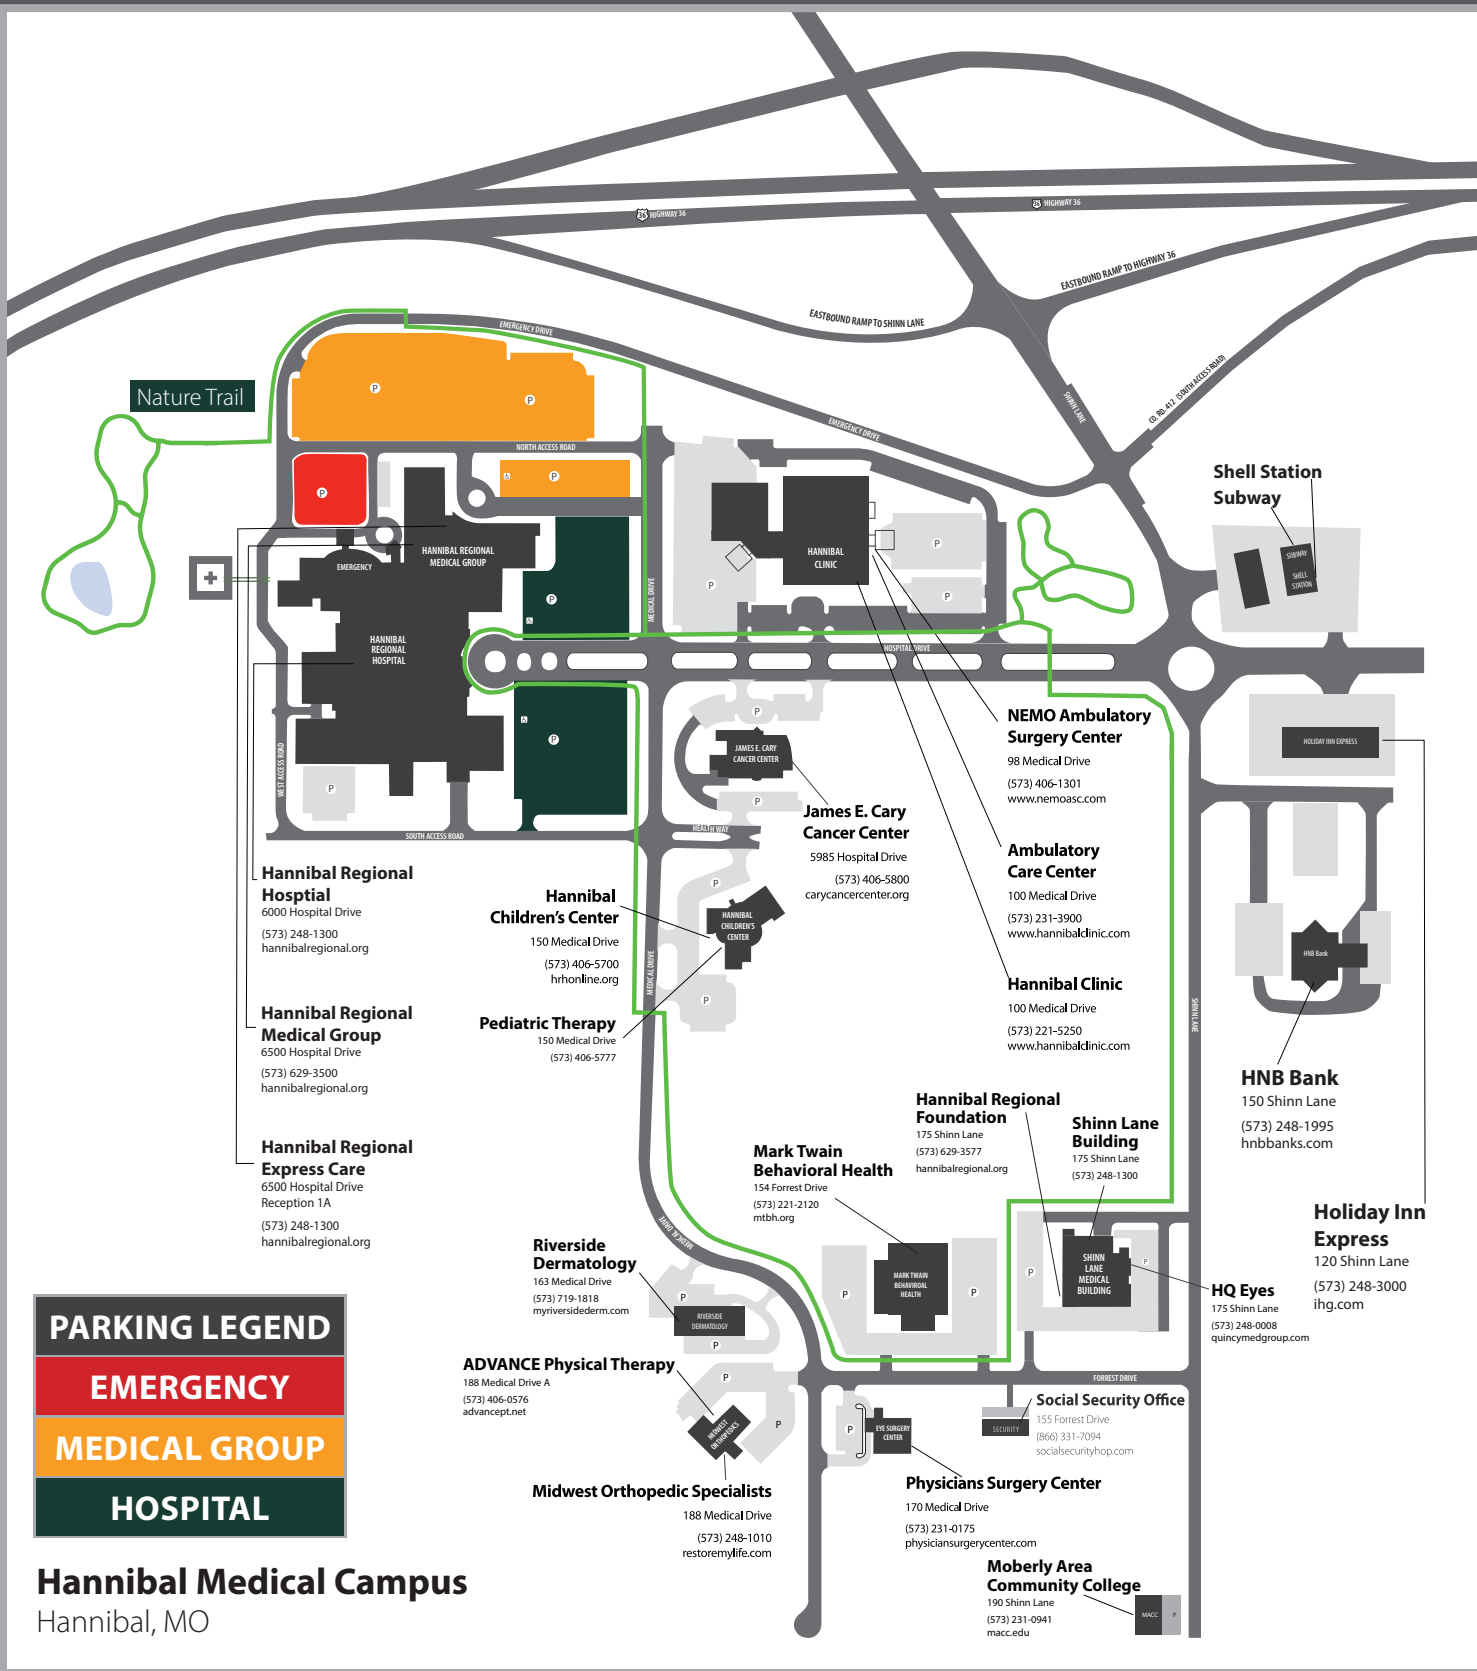 36 HIGHWAY 36
36 HIGHWAY 36
EASTBOUND RAMP TO HIGHWAY 36
EASTBOUND RAMP TO SHINN LANE
EMERGENCY DRIVE
SHINN LANE
CO. RD. 412 (SOUTH ACCESS ROAD)
Nature Trail
P
P
EMERGENCY DRIVE
NORTH ACCESS ROAD
P
P
Shell Station
Subway
SUBWAY
SHELL
STATION
HANNIBAL REGIONAL
MEDICAL GROUP
EMERGENCY
HANNIBAL
CLINIC
P
P
P
P
MEDICAL DRIVE
HANNIBAL
REGIONAL
HOSPITAL
HOSPITAL DRIVE
P
P
WEST ACCESS ROAD
SOUTH ACCESS ROAD
P
JAMES E. CARY
CANCER CENTER
P
HEALTH WAY
NEMO Ambulatory
Surgery Center
98 Medical Drive
(573) 406-1301
www.nemoasc.com
HOLIDAY INN EXPRESS
James E. Cary
Cancer Center
5985 Hospital Drive
(573) 406-5800
carycancercenter.org
Ambulatory
Care Center
100 Medical Drive
(573) 231-3900
www.hannibalclinic.com
Hannibal Regional
Hosptial
6000 Hospital Drive
(573) 248-1300
hannibalregional.org
Hannibal
Children's Center
150 Medical Drive
(573) 406-5700
hrhonline.org
P
HANNIBAL
CHILDREN'S
CENTER
P
MEDICAL DRIVE
HNB Bank
Hannibal Clinic
100 Medical Drive
(573) 221-5250
www.hannibalclinic.com
SHINN LANE
Hannibal Regional
Medical Group
6500 Hospital Drive
(573) 629-3500
hannibalregional.org
Pediatric Therapy
150 Medical Drive
(573) 406-5777
HNB Bank
150 Shinn Lane
(573) 248-1995
hnbbanks.com
Hannibal Regional
Foundation
175 Shinn Lane
(573) 629-3577
hannibalregional.org
Shinn Lane
Building
175 Shinn Lane
(573) 248-1300
Hannibal Regional
Express Care
6500 Hospital Drive
Reception 1A
(573) 248-1300
hannibalregional.org
Mark Twain
Behavioral Health
154 Forrest Drive
(573) 221-2120
mtbh.org
MEDICAL DRIVE
Holiday Inn
Express
120 Shinn Lane
(573) 248-3000
ihg.com
Riverside
Dermatology
163 Medical Drive
(573) 719-1818
myriversidederm.com
P
RIVERSIDE
DERMATOLOGY
P
P
MARK TWAIN
BEHAVIROAL
HEALTH
P
P
SHINN
LANE
MEDICAL
BUILDING
P
HQ Eyes
175 Shinn Lane
(573) 248-0008
quincymedgroup.com
PARKING LEGEND
EMERGENCY
MEDICAL GROUP
HOSPITAL
ADVANCE Physical Therapy
188 Medical Drive A
(573) 406-0576
advancept.net
P
MIDWEST
ORTHOPEDICS
P
FORREST DRIVE
P
EYE SURGERY
CENTER
SECURITY
Social Security Office
155 Forrest Drive
(866) 331-7094
socialsecurityhop.com
Midwest Orthopedic Specialists
188 Medical Drive
(573) 248-1010
restoremylife.com
Physicians Surgery Center
170 Medical Drive
(573) 231-0175
physiciansurgerycenter.com
Moberly Area
Community College
190 Shinn Lane
(573) 231-0941
macc.edu
MACC
P
Hannibal Medical Campus
Hannibal, MO
EMERGENCY DRIVE
P